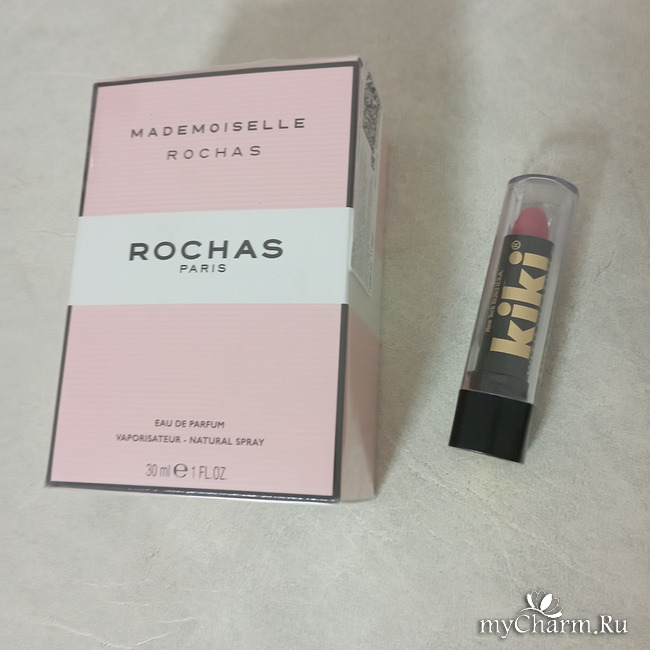 MADEMOISELLE
ROCHAS
ROCHAS
PARIS
EAU DE PARFUM
VAPORISATEUR - NATURAL SPRAY
30 ml e 1 FL.OZ.
kiki®
myCharm.Ru